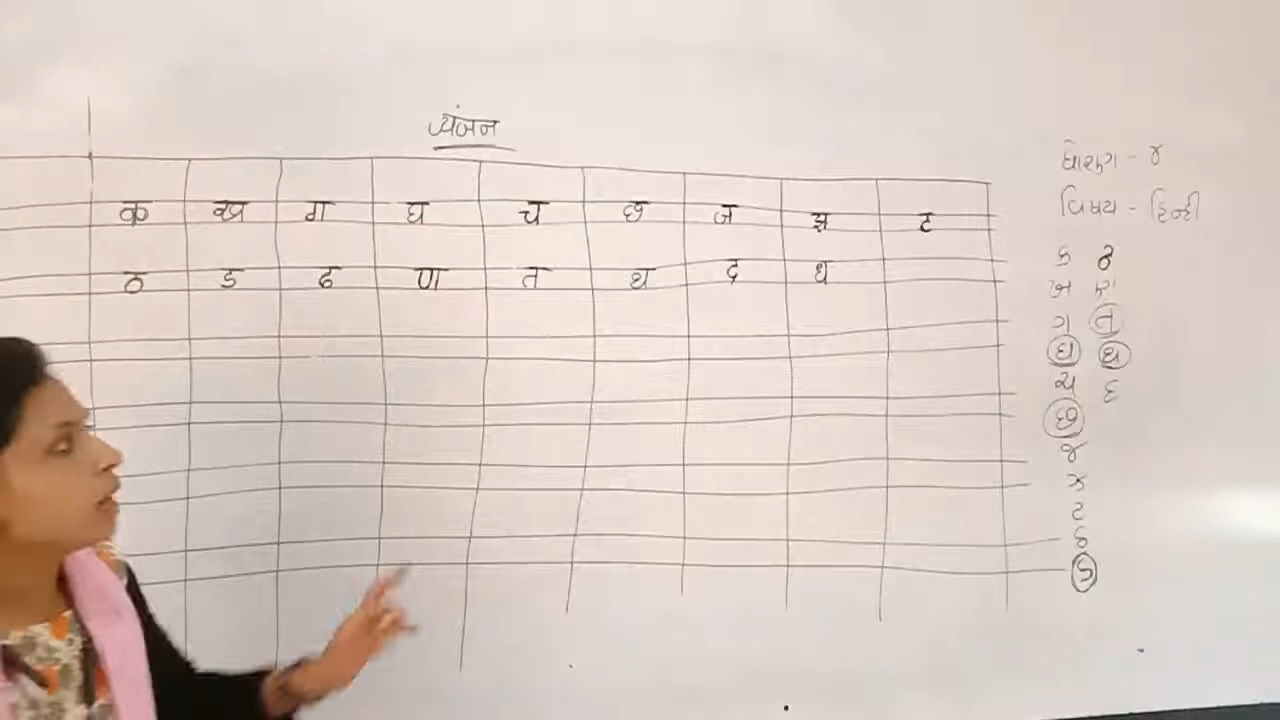 व्यंजन
क ख ग घ च छ ज झ ट
ठ ड ढ ण त थ द ध
ધોરણ - ૪
વિષય - હિન્દી
ક ઢ
ખ ણ
ગ ત
ઘ થ
ચ દ
છ
જ
ઝ
ટ
ઠ
ડ